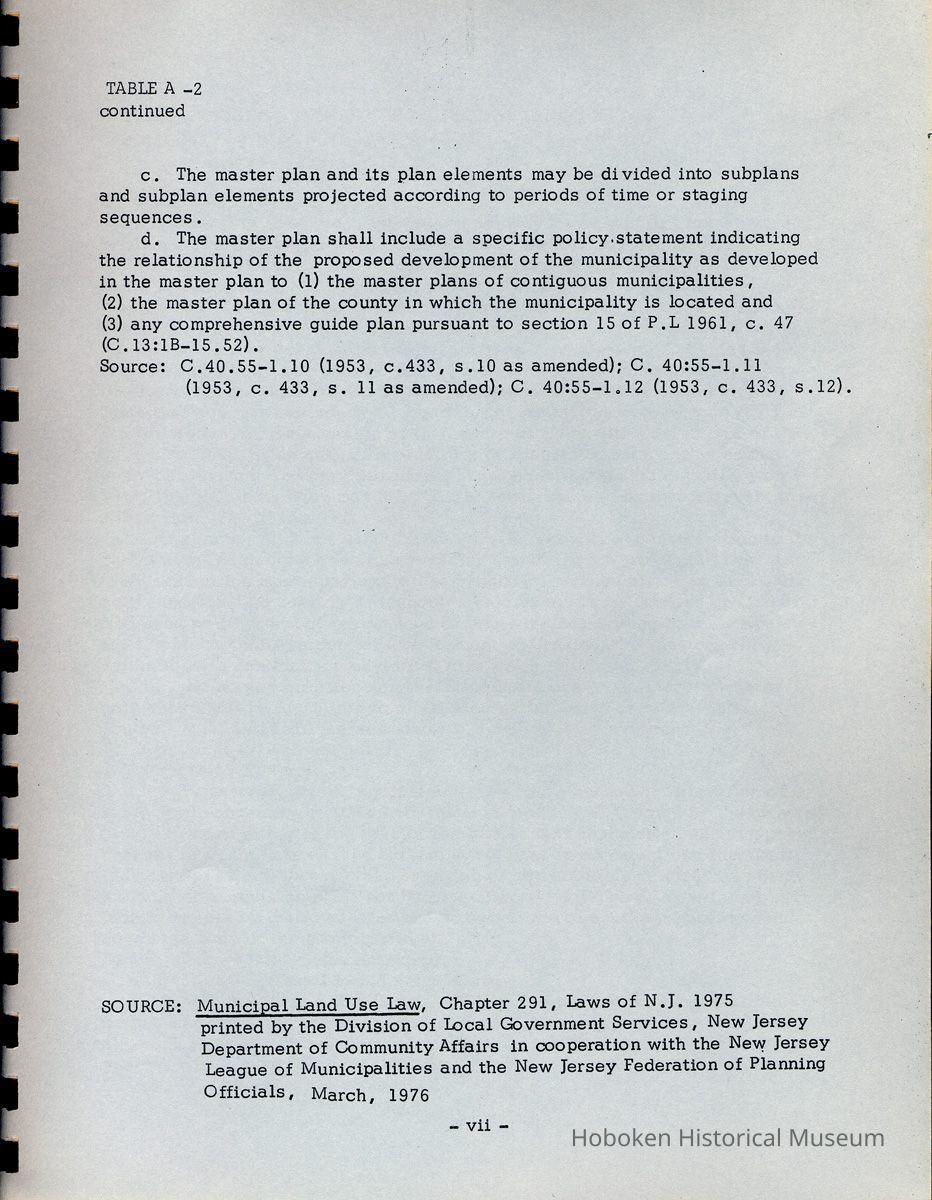 TABLE A -2
continued
c. The master plan and its plan elements may be divided into subplans
and subplan elements projected according to periods of time or staging
sequences.
d. The master plan shall include a specific policy.statement indicating
the relationship of the proposed development of the municipality as developed
in the master plan to (1) the master plans of contiguous municipalities,
(2) the master plan of the county in which the municipality is located and
(3) any comprehensive guide plan pursuant to section 15 of P.L 1961, c. 47
(C.13:1B-15.52).
Source: C.40.55-1.10 (1953, c.433, s.10 as amended); C. 40:55-1.11
(1953, c. 433, s. 11 as amended); C. 40:55-1.12 (1953, c. 433, s.12).
SOURCE: Municipal Land Use Law, Chapter 291, Laws of N.J. 1975
printed by the Division of Local Government Services, New Jersey
Department of Community Affairs in cooperation with the New Jersey
League of Municipalities and the New Jersey Federation of Planning
Officials, March, 1976
- vii -
Hoboken Historical Museum